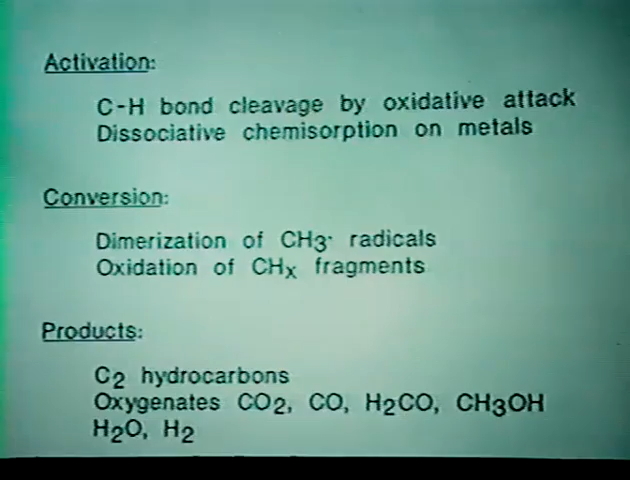 Activation:
C-H bond cleavage by oxidative attack
Dissociative chemisorption on metals
Conversion:
Dimerization of CH3· radicals
Oxidation of CHx fragments
Products:
C2 hydrocarbons
Oxygenates CO2, CO, H2CO, CH3OH
H2O, H2